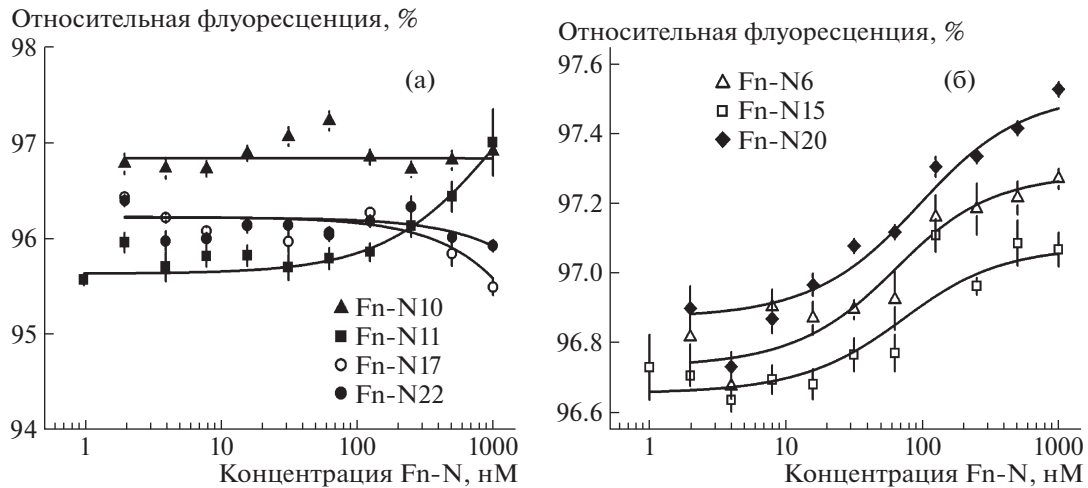 Относительная флуоресценция, %
98
97
96
95
94
(а)
Fn-N10
Fn-N11
Fn-N17
Fn-N22
1 10 100 1000
Концентрация Fn-N, нМ
Относительная флуоресценция, %
97.6
97.4
97.2
97.0
96.8
96.6
(б)
Fn-N6
Fn-N15
Fn-N20
1 10 100 1000
Концентрация Fn-N, нМ